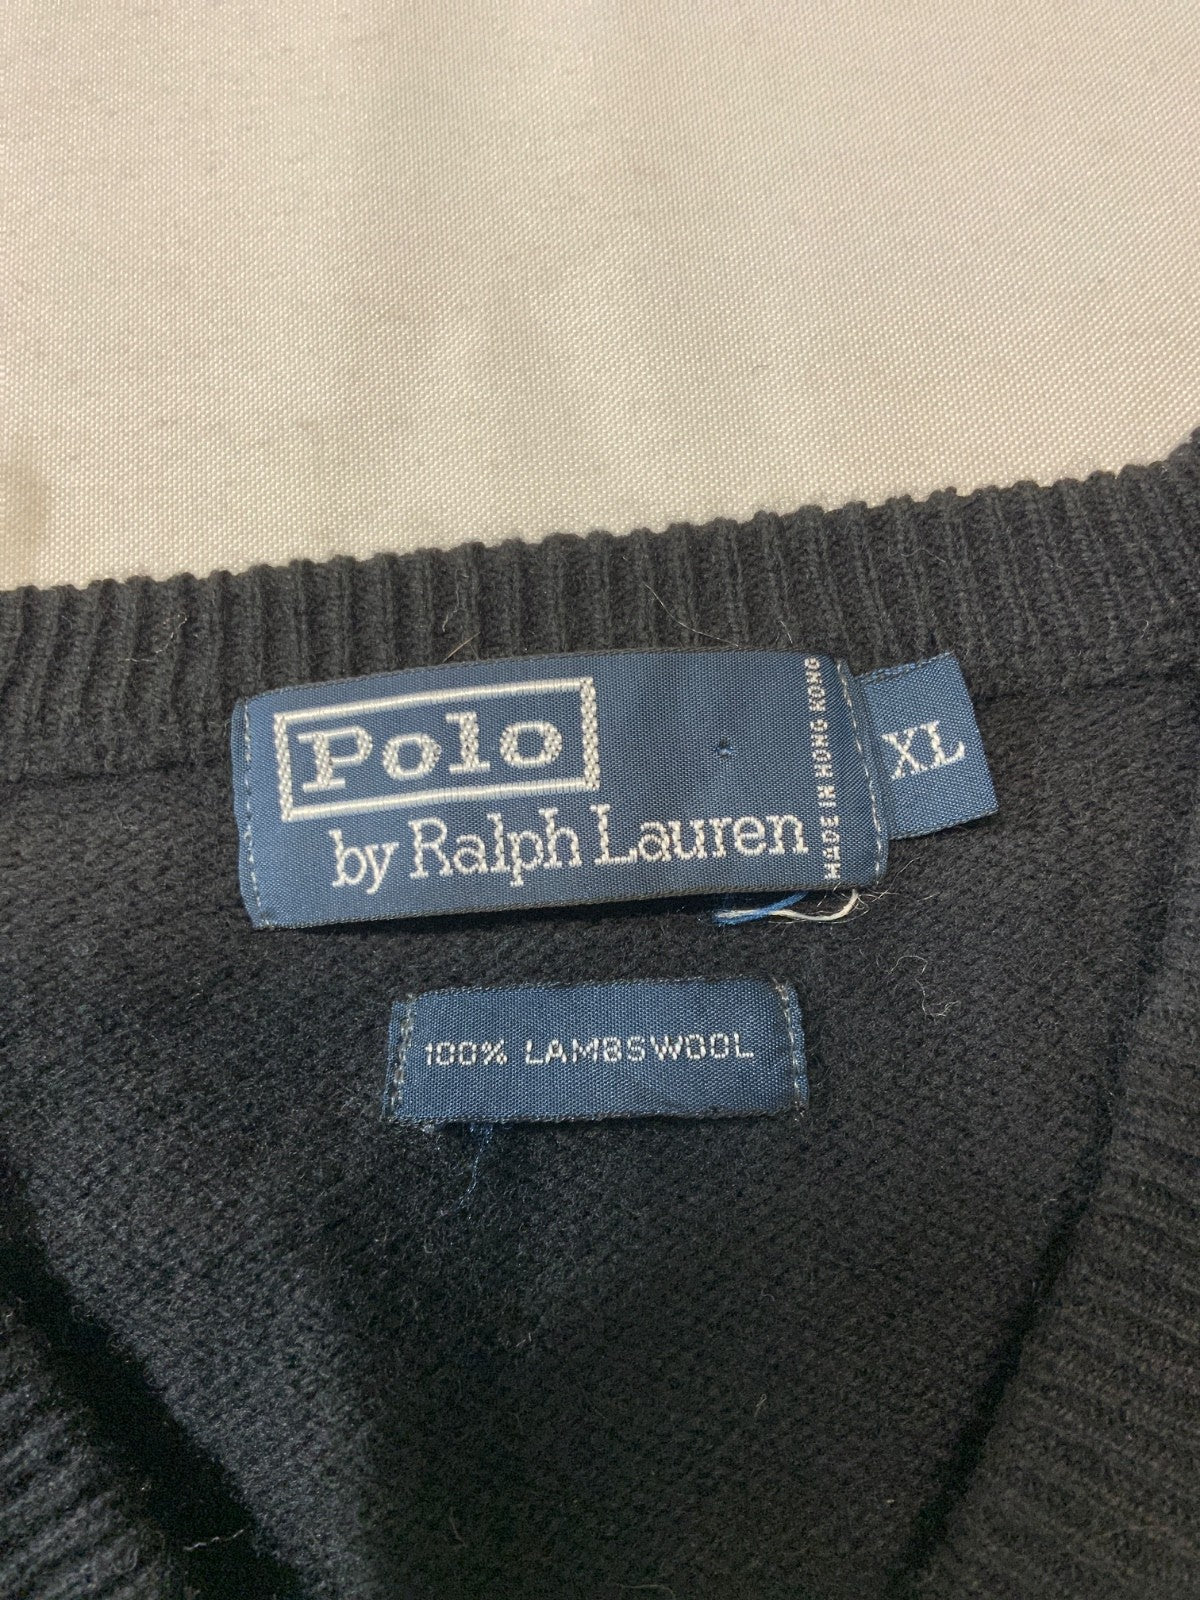 Polo
by Ralph Lauren
MADE IN HONG KONG
XL
100% LAMBSWOOL